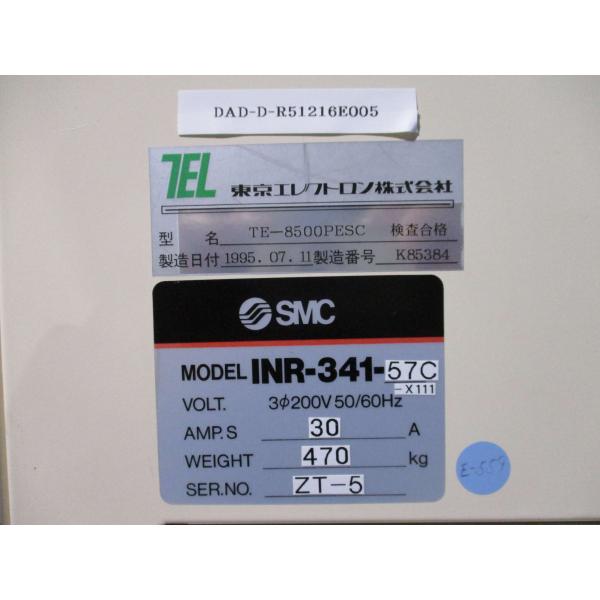 DAD-D-R51216E005
TEL 東京エレクトロン株式会社
型 名 TE-8500PESC 検査合格
製造日付 1995.07.11 製造番号 K85384
SMC
MODEL INR-341-57C
-X111
VOLT. 3φ200V 50/60Hz
AMP.S 30 A
WEIGHT 470 kg
SER.NO. ZT-5
E-559